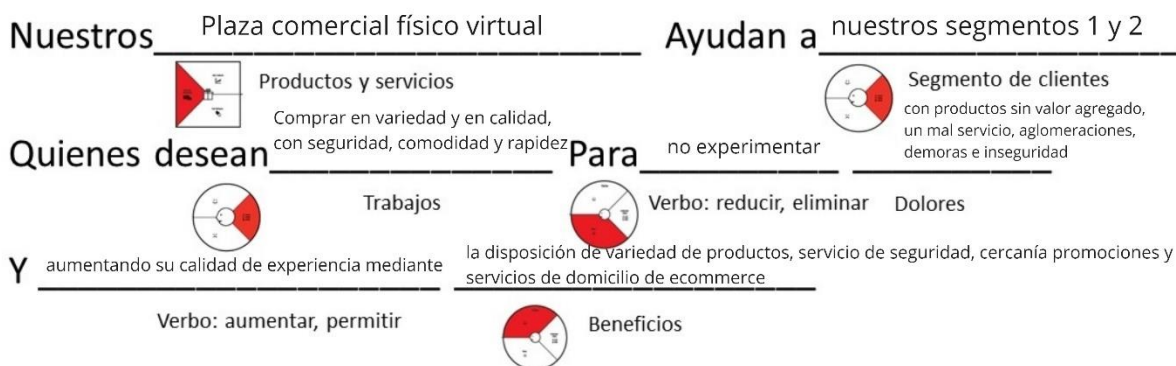 Nuestros Plaza comercial físico virtual Ayudan a nuestros segmentos 1 y 2
Productos y servicios
Segmento de clientes
Comprar en variedad y en calidad,
con seguridad, comodidad y rapidez
con productos sin valor agregado,
un mal servicio, aglomeraciones,
demoras e inseguridad
Quienes desean Para no experimentar
Trabajos
Verbo: reducir, eliminar Dolores
Y aumentando su calidad de experiencia mediante
la disposición de variedad de productos, servicio de seguridad, cercanía promociones y
servicios de domicilio de ecommerce
Verbo: aumentar, permitir
Beneficios